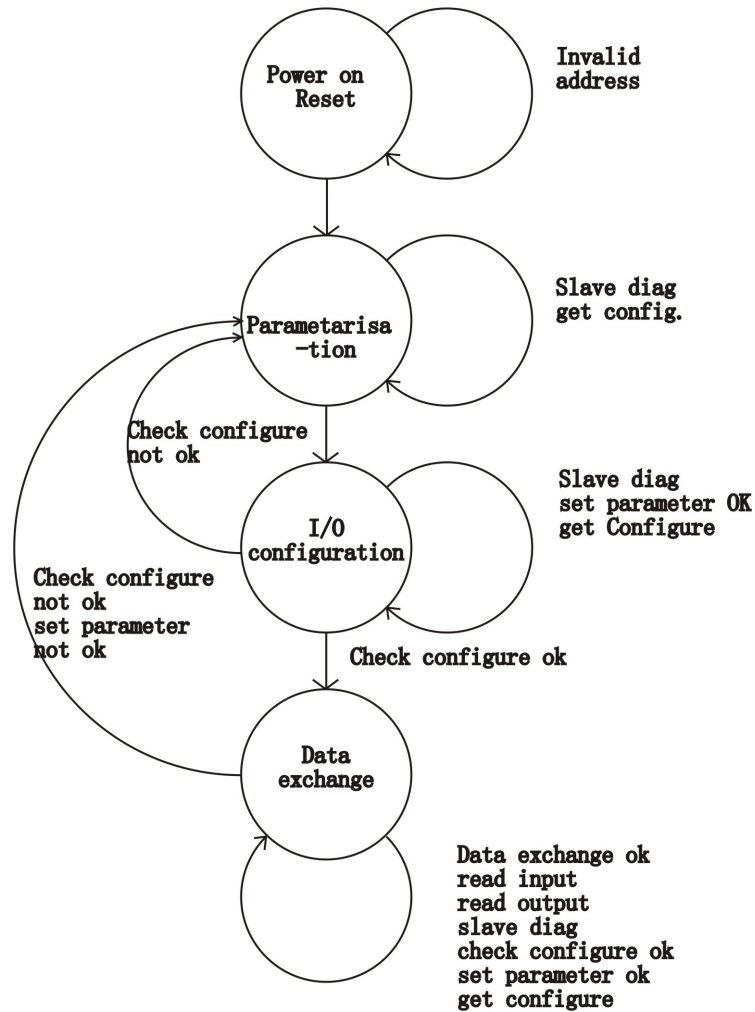 Power on
Reset
Invalid
address
Parametarisa
-tion
Slave diag
get config.
Check configure
not ok
I/O
configuration
Slave diag
set parameter OK
get Configure
Check configure
not ok
set parameter
not ok
Check configure ok
Data
exchange
Data exchange ok
read input
read output
slave diag
check configure ok
set parameter ok
get configure